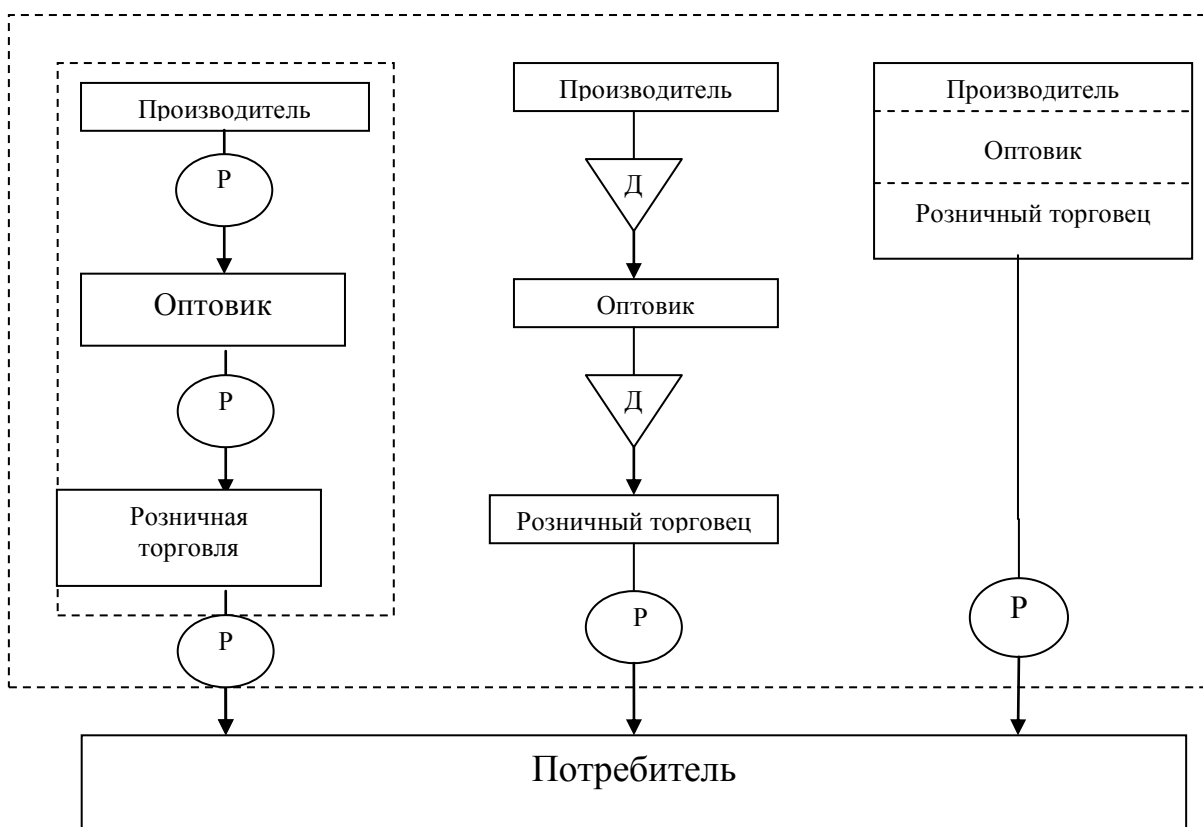 Производитель
Р
Оптовик
Р
Розничная
торговля
Р
Производитель
Д
Оптовик
Д
Розничный торговец
Р
Производитель
Оптовик
Розничный торговец
Р
Потребитель